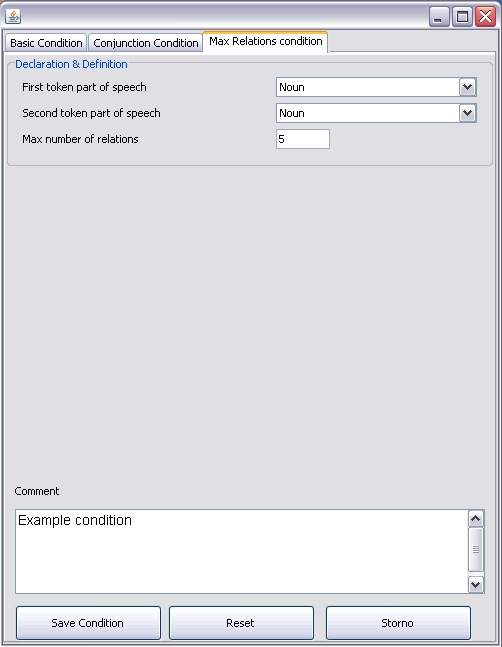 Basic Condition Conjunction Condition Max Relations condition
Declaration & Definition
First token part of speech Noun
Second token part of speech Noun
Max number of relations 5
Comment
Example condition
Save Condition Reset Storno